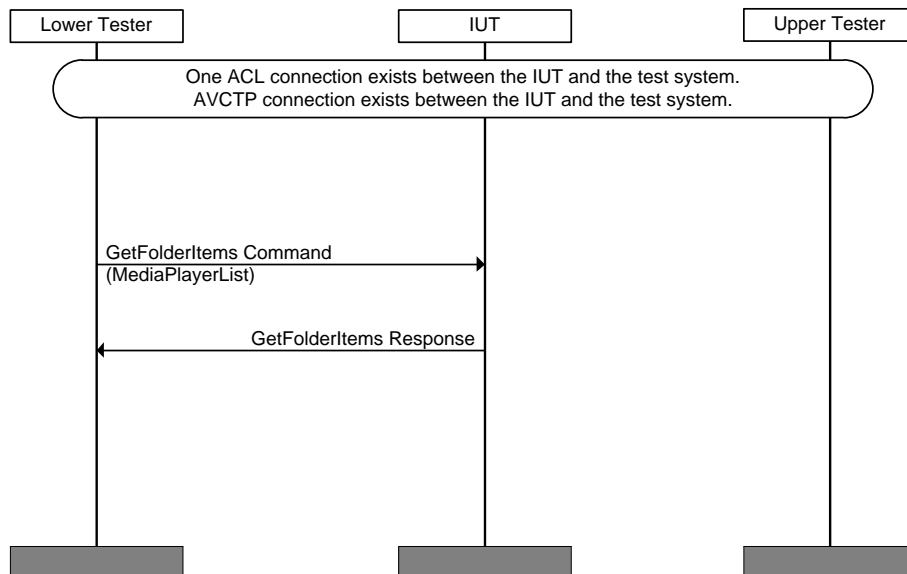 Lower Tester
IUT
Upper Tester
One ACL connection exists between the IUT and the test system.
AVCTP connection exists between the IUT and the test system.
GetFolderItems Command
(MediaPlayerList)
GetFolderItems Response